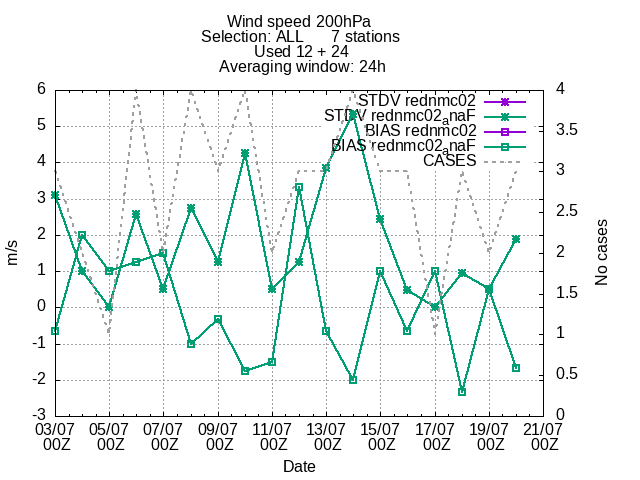 Wind speed 200hPa
Selection: ALL 7 stations
Used 12 + 24
Averaging window: 24h
STDV rednmc02
STDV rednmc02anaF
BIAS rednmc02
BIAS rednmc02anaF
CASES
6
5
4
3
2
1
0
-1
-2
-3
m/s
4
3.5
3
2.5
2
1.5
1
0.5
0
No cases
03/07 05/07 07/07 09/07 11/07 13/07 15/07 17/07 19/07 21/07
00Z 00Z 00Z 00Z 00Z 00Z 00Z 00Z 00Z 00Z
Date